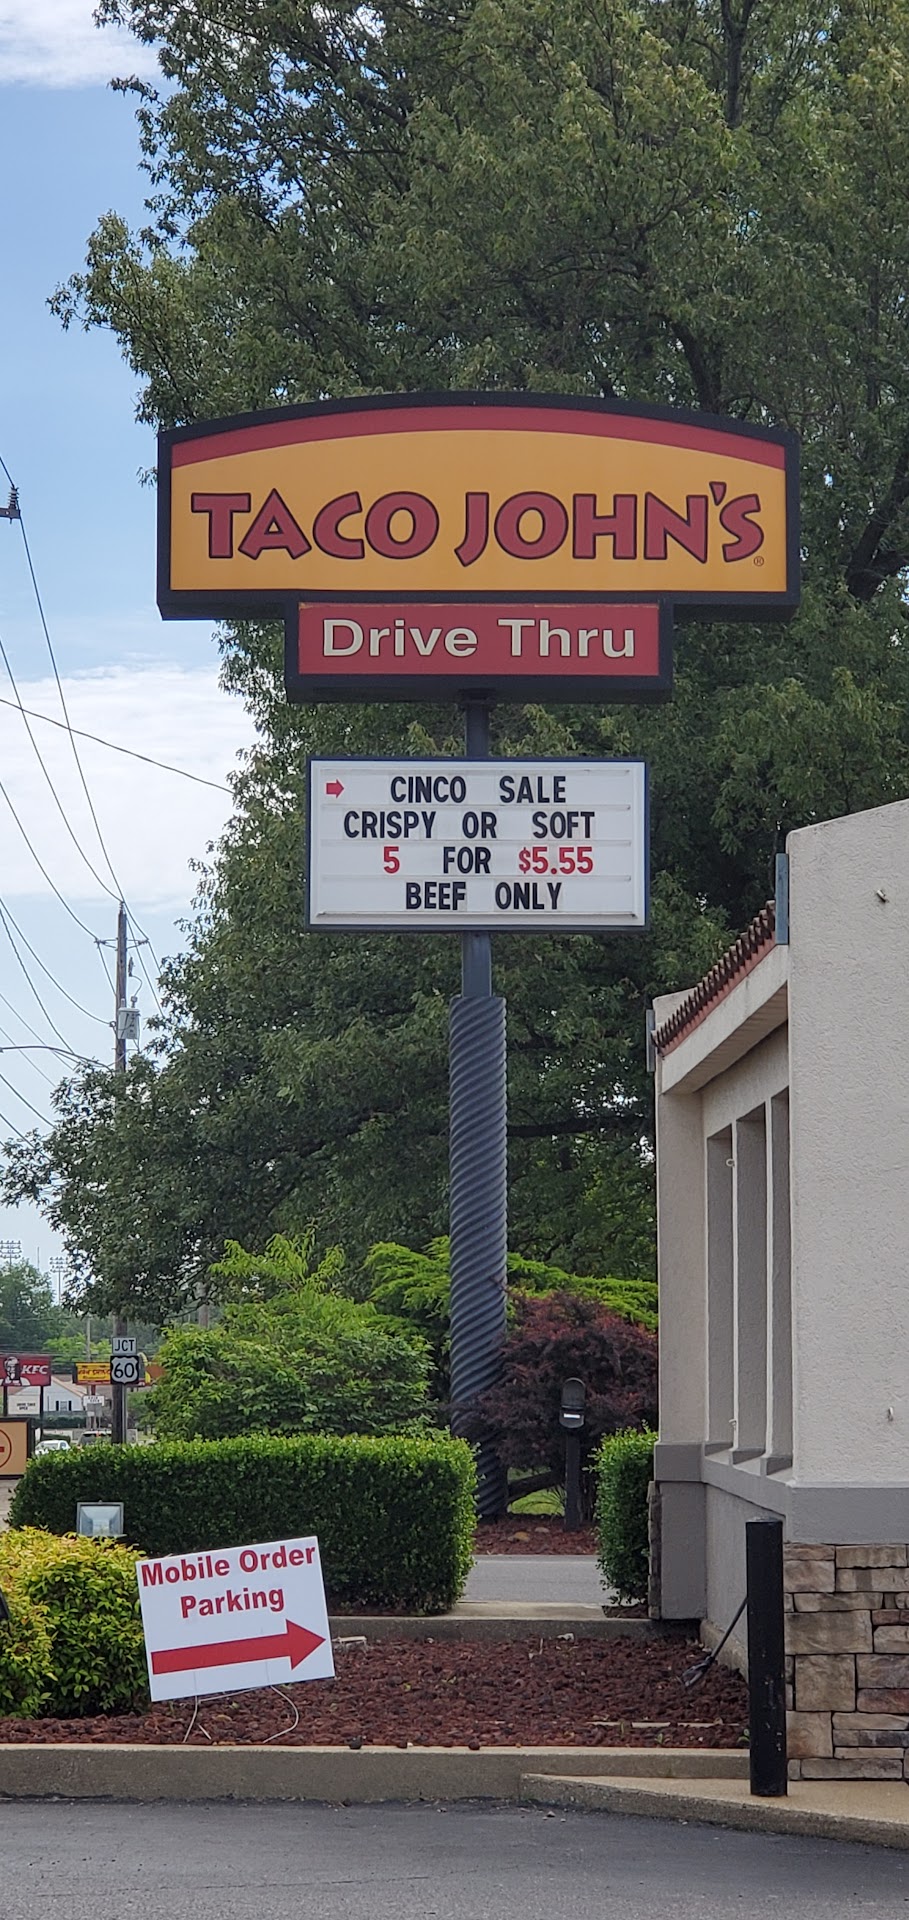 TACO JOHN'S®
Drive Thru
CINCO SALE
CRISPY OR SOFT
5 FOR $5.55
BEEF ONLY
JCT
60
KFC
Mobile Order
Parking